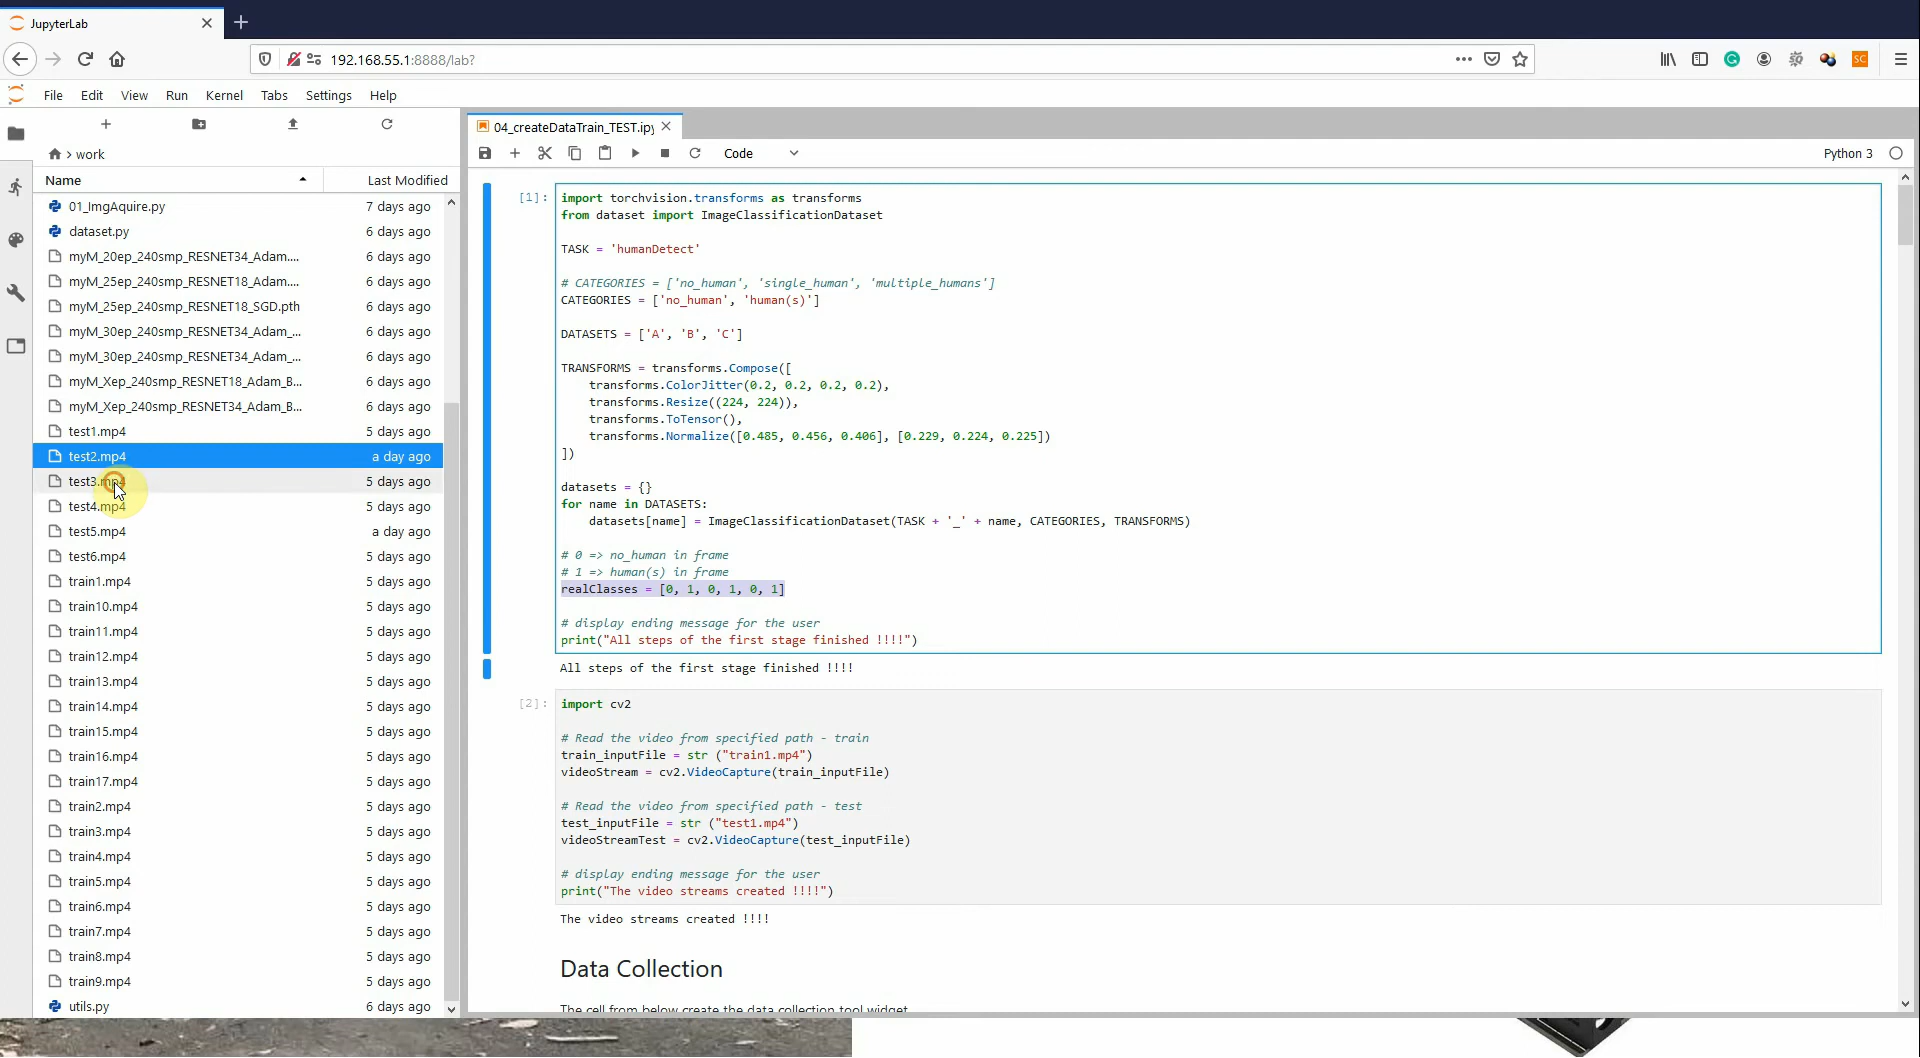 JupyterLab
192.168.55.1:8888/lab?
SC
File Edit View Run Kernel Tabs Settings Help
04_createDataTrain_TEST.ipy
work
Code
Python 3
Name Last Modified
01_ImgAquire.py 7 days ago
dataset.py 6 days ago
myM_20ep_240smp_RESNET34_Adam.... 6 days ago
myM_25ep_240smp_RESNET18_Adam.... 6 days ago
myM_25ep_240smp_RESNET18_SGD.pth 6 days ago
myM_30ep_240smp_RESNET34_Adam_... 6 days ago
myM_30ep_240smp_RESNET34_Adam_... 6 days ago
myM_Xep_240smp_RESNET18_Adam_B... 6 days ago
myM_Xep_240smp_RESNET34_Adam_B... 6 days ago
test1.mp4 5 days ago
test2.mp4 a day ago
test3.mp4 5 days ago
test4.mp4 5 days ago
test5.mp4 a day ago
test6.mp4 5 days ago
train1.mp4 5 days ago
train10.mp4 5 days ago
train11.mp4 5 days ago
train12.mp4 5 days ago
train13.mp4 5 days ago
train14.mp4 5 days ago
train15.mp4 5 days ago
train16.mp4 5 days ago
train17.mp4 5 days ago
train2.mp4 5 days ago
train3.mp4 5 days ago
train4.mp4 5 days ago
train5.mp4 5 days ago
train6.mp4 5 days ago
train7.mp4 5 days ago
train8.mp4 5 days ago
train9.mp4 5 days ago
utils.py 6 days ago
[1]: import torchvision.transforms as transforms
from dataset import ImageClassificationDataset
TASK = 'humanDetect'
# CATEGORIES = ['no_human', 'single_human', 'multiple_humans']
CATEGORIES = ['no_human', 'human(s)']
DATASETS = ['A', 'B', 'C']
TRANSFORMS = transforms.Compose([
transforms.ColorJitter(0.2, 0.2, 0.2, 0.2),
transforms.Resize((224, 224)),
transforms.ToTensor(),
transforms.Normalize([0.485, 0.456, 0.406], [0.229, 0.224, 0.225])
])
datasets = {}
for name in DATASETS:
datasets[name] = ImageClassificationDataset(TASK + '_' + name, CATEGORIES, TRANSFORMS)
# 0 => no_human in frame
# 1 => human(s) in frame
realClasses = [0, 1, 0, 1, 0, 1]
# display ending message for the user
print("All steps of the first stage finished !!!!")
All steps of the first stage finished !!!!
[2]: import cv2
# Read the video from specified path - train
train_inputFile = str ("train1.mp4")
videoStream = cv2.VideoCapture(train_inputFile)
# Read the video from specified path - test
test_inputFile = str ("test1.mp4")
videoStreamTest = cv2.VideoCapture(test_inputFile)
# display ending message for the user
print("The video streams created !!!!")
The video streams created !!!!
Data Collection
The cell from below create the data collection tool widget